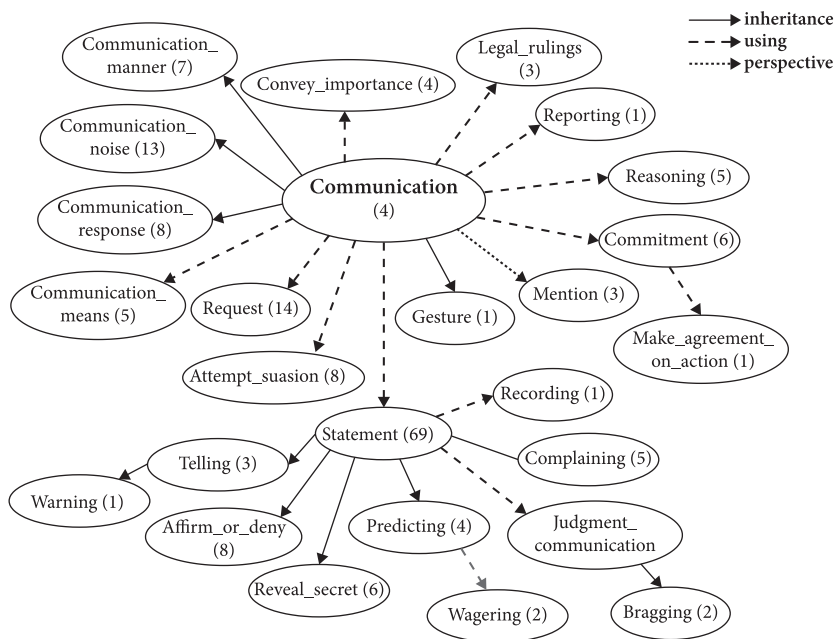 inheritance
using
perspective
Communication_
manner (7)
Convey_importance (4)
Legal_rulings
(3)
Reporting (1)
Communication_
noise (13)
Communication
(4)
Reasoning (5)
Communication_
response (8)
Commitment (6)
Communication_
means (5)
Request (14)
Gesture (1)
Mention (3)
Make_agreement_
on_action (1)
Attempt_suasion (8)
Recording (1)
Statement (69)
Telling (3)
Complaining (5)
Warning (1)
Affirm_or_deny
(8)
Predicting (4)
Judgment_
communication
Reveal_secret (6)
Wagering (2)
Bragging (2)